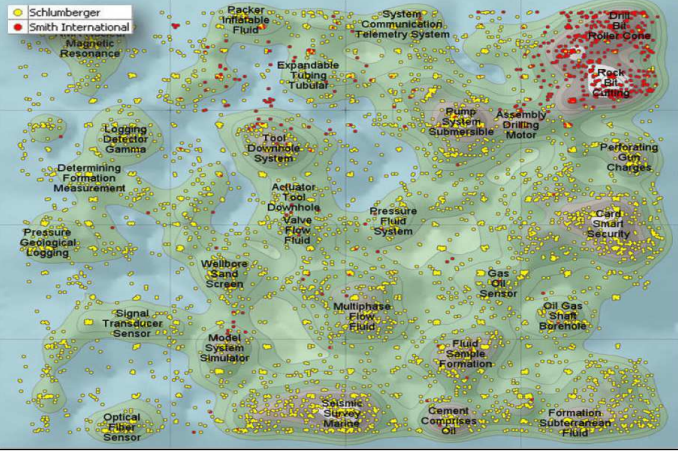 Schlumberger
Smith International
Magnetic
Resonance
Packer
Inflatable
Fluid
System
Communication
Telemetry System
Drill
Bit
Roller Cone
Expandable
Tubing
Tubular
Rock
Bit
Cutting
Logging
Detector
Gamma
Tool
Downhole
System
Pump
System
Submersible
Assembly
Drilling
Motor
Perforating
Gun
Charges
Determining
Formation
Measurement
Actuator
Tool
Downhole
Valve
Flow
Fluid
Pressure
Fluid
System
Card
Smart
Security
Pressure
Geological
Logging
Wellbore
Sand
Screen
Gas
Oil
Sensor
Signal
Transducer
Sensor
Multiphase
Flow
Fluid
Oil Gas
Shaft
Borehole
Model
System
Simulator
Fluid
Sample
Formation
Optical
Fiber
Sensor
Seismic
Survey
Marine
Cement
Comprises
Oil
Formation
Subterranean
Fluid